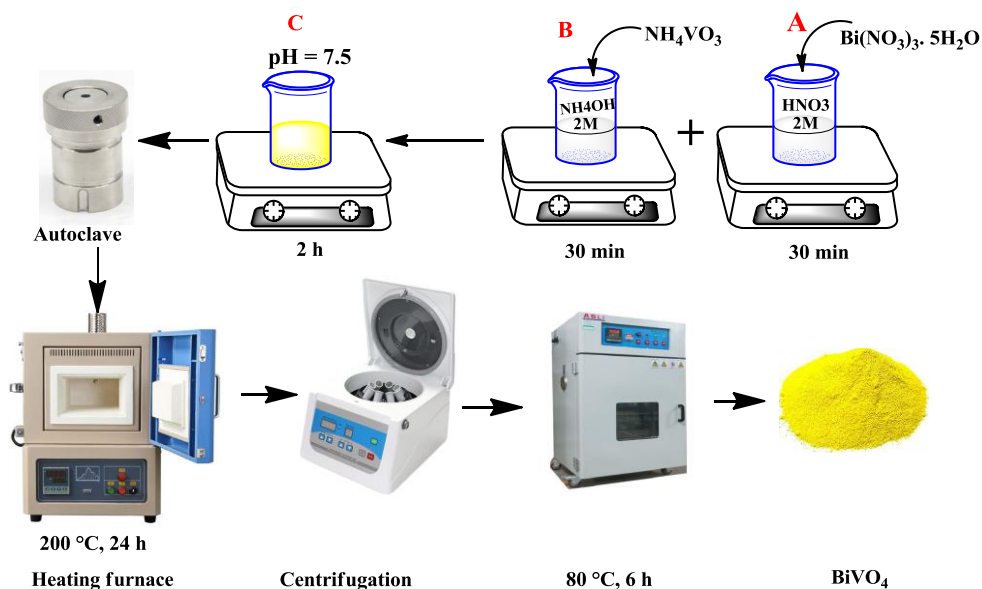 C
B
A
pH = 7.5
NH₄VO₃
Bi(NO₃)₃. 5H₂O
NH4OH
2M
+
HNO3
2M
Autoclave
2 h
30 min
30 min
ASLi
200 °C, 24 h
80 °C, 6 h
Heating furnace
Centrifugation
BiVO₄